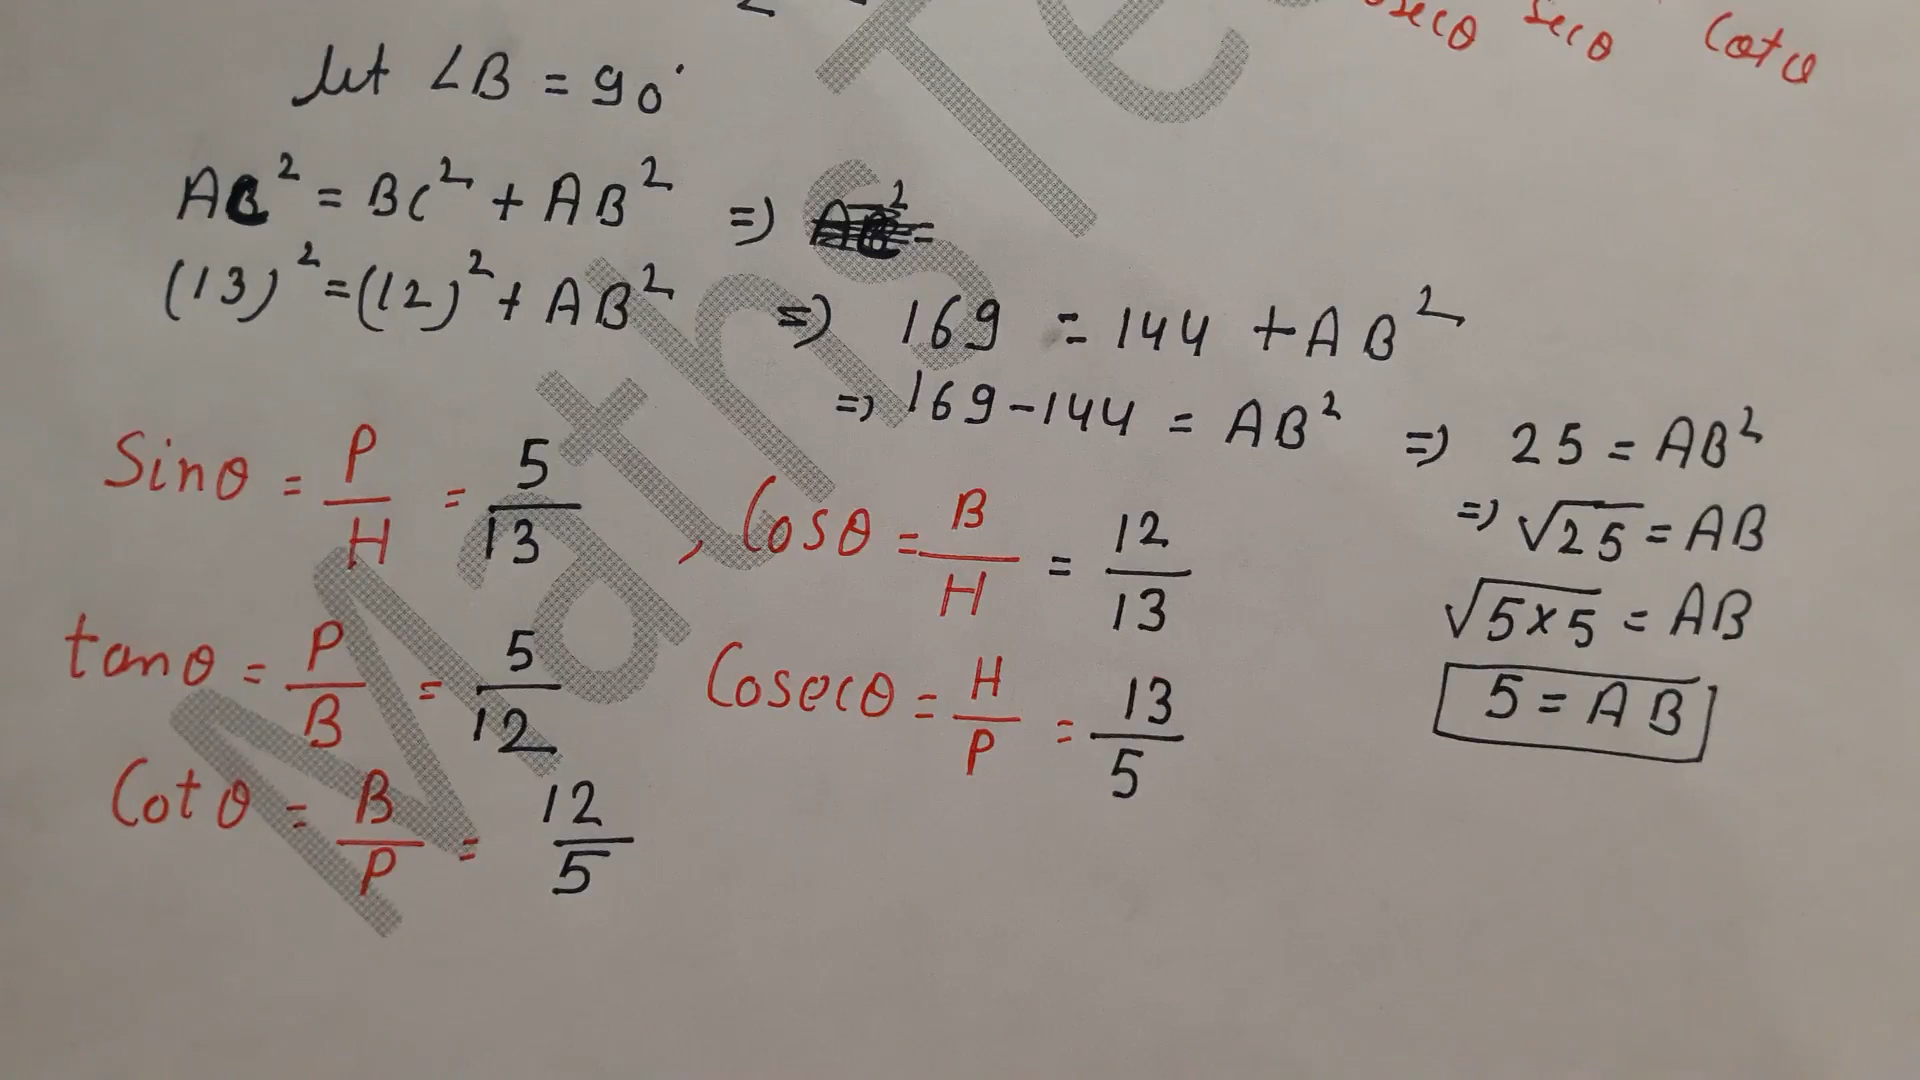 Cosecθ Secθ Cotθ
let ∠B = 90°
AC² = BC² + AB² =>
(13)² = (12)² + AB² => 169 = 144 + AB²
=> 169 - 144 = AB² => 25 = AB²
=> √25 = AB
√5×5 = AB
5 = AB
Sinθ = P/H = 5/13 , Cosθ = B/H = 12/13
tanθ = P/B = 5/12 Cosecθ = H/P = 13/5
Cotθ = B/P = 12/5